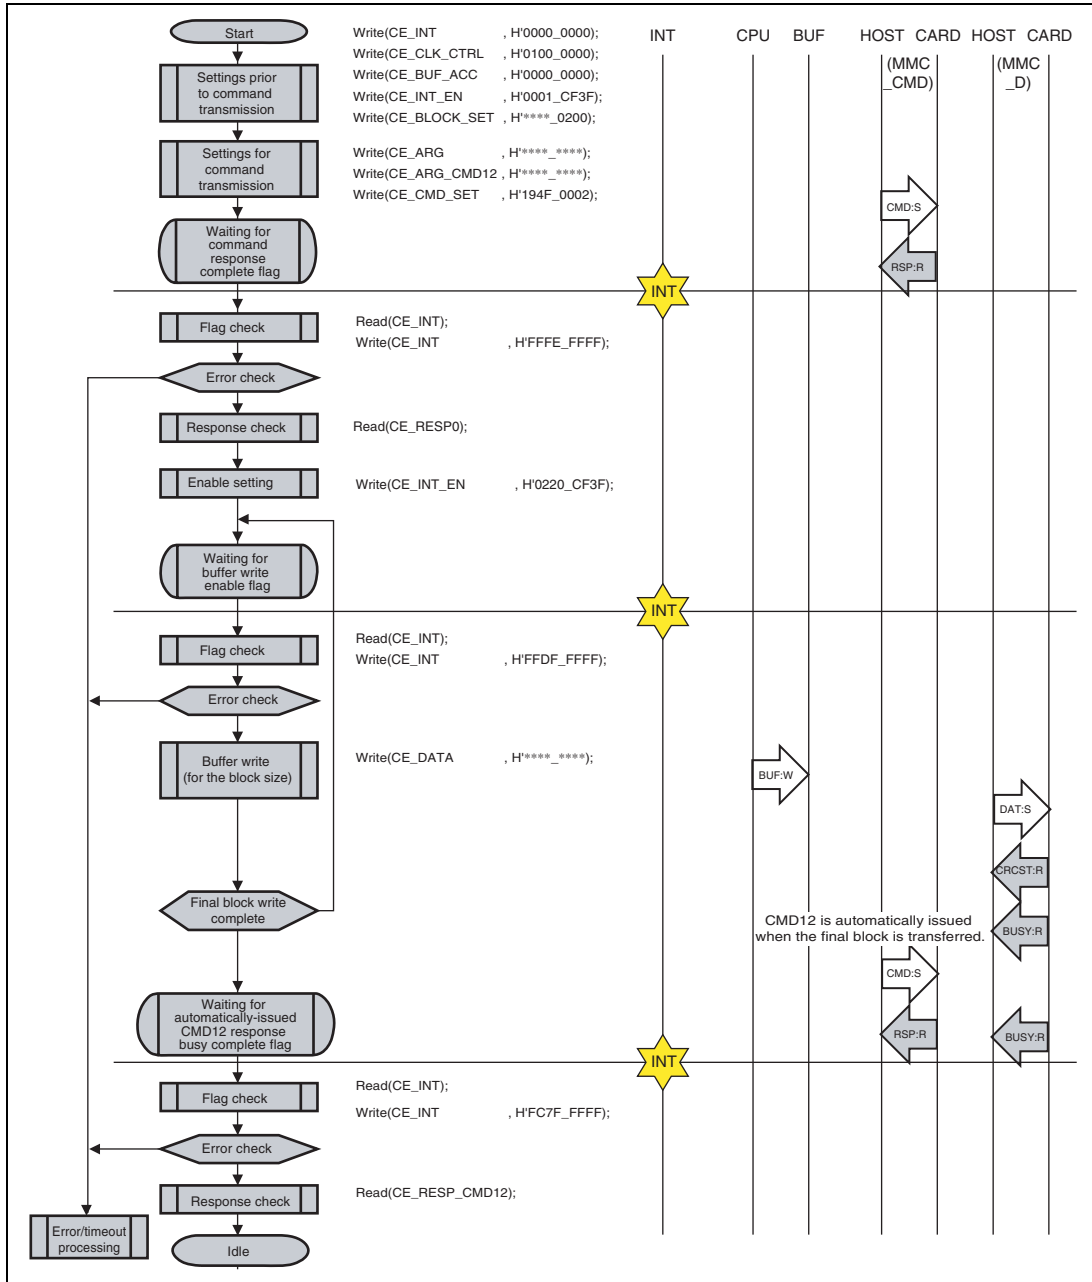 Start
Write(CE_INT , H'0000_0000);
Write(CE_CLK_CTRL , H'0100_0000);
Write(CE_BUF_ACC , H'0000_0000);
Write(CE_INT_EN , H'0001_CF3F);
Write(CE_BLOCK_SET , H'****_0200);
INT CPU BUF HOST CARD HOST CARD
(MMC
_CMD)
(MMC
_D)
Settings prior
to command
transmission
Settings for
command
transmission
Write(CE_ARG , H'****_****);
Write(CE_ARG_CMD12 , H'****_****);
Write(CE_CMD_SET , H'194F_0002);
CMD:S
Waiting for
command
response
complete flag
RSP:R
INT
Flag check
Read(CE_INT);
Write(CE_INT , H'FFFE_FFFF);
Error check
Response check
Read(CE_RESP0);
Enable setting
Write(CE_INT_EN , H'0220_CF3F);
Waiting for
buffer write
enable flag
INT
Flag check
Read(CE_INT);
Write(CE_INT , H'FFDF_FFFF);
Error check
Buffer write
(for the block size)
Write(CE_DATA , H'****_****);
BUF:W
DAT:S
CRCST:R
Final block write
complete
CMD12 is automatically issued
when the final block is transferred.
BUSY:R
CMD:S
Waiting for
automatically-issued
CMD12 response
busy complete flag
RSP:R
BUSY:R
INT
Flag check
Read(CE_INT);
Write(CE_INT , H'FC7F_FFFF);
Error check
Response check
Read(CE_RESP_CMD12);
Error/timeout
processing
Idle